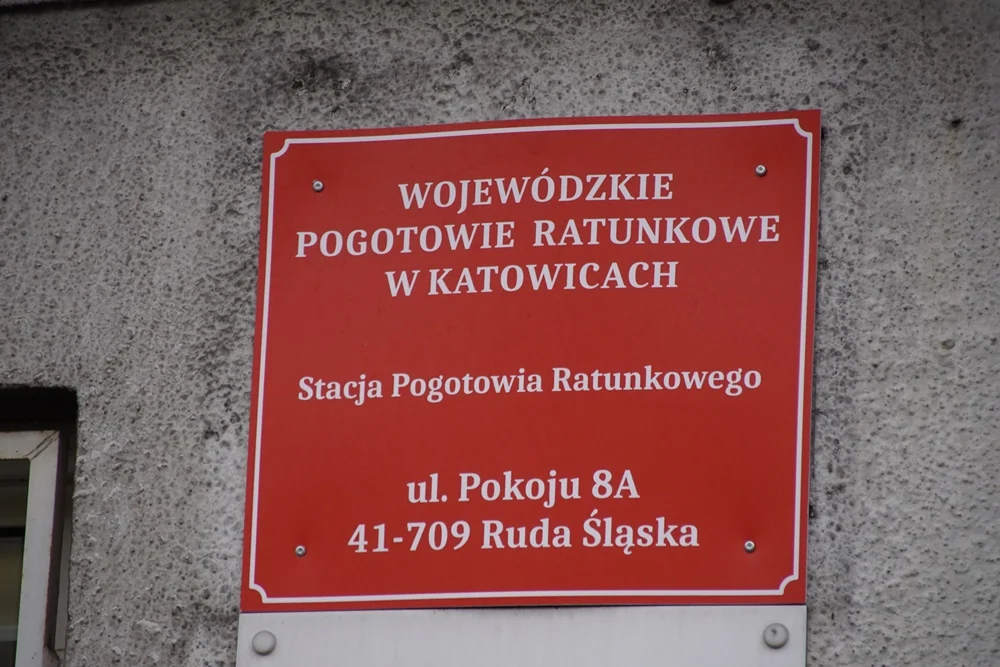 WOJEWÓDZKIE
POGOTOWIE RATUNKOWE
W KATOWICACH
Stacja Pogotowia Ratunkowego
ul. Pokoju 8A
41-709 Ruda Śląska